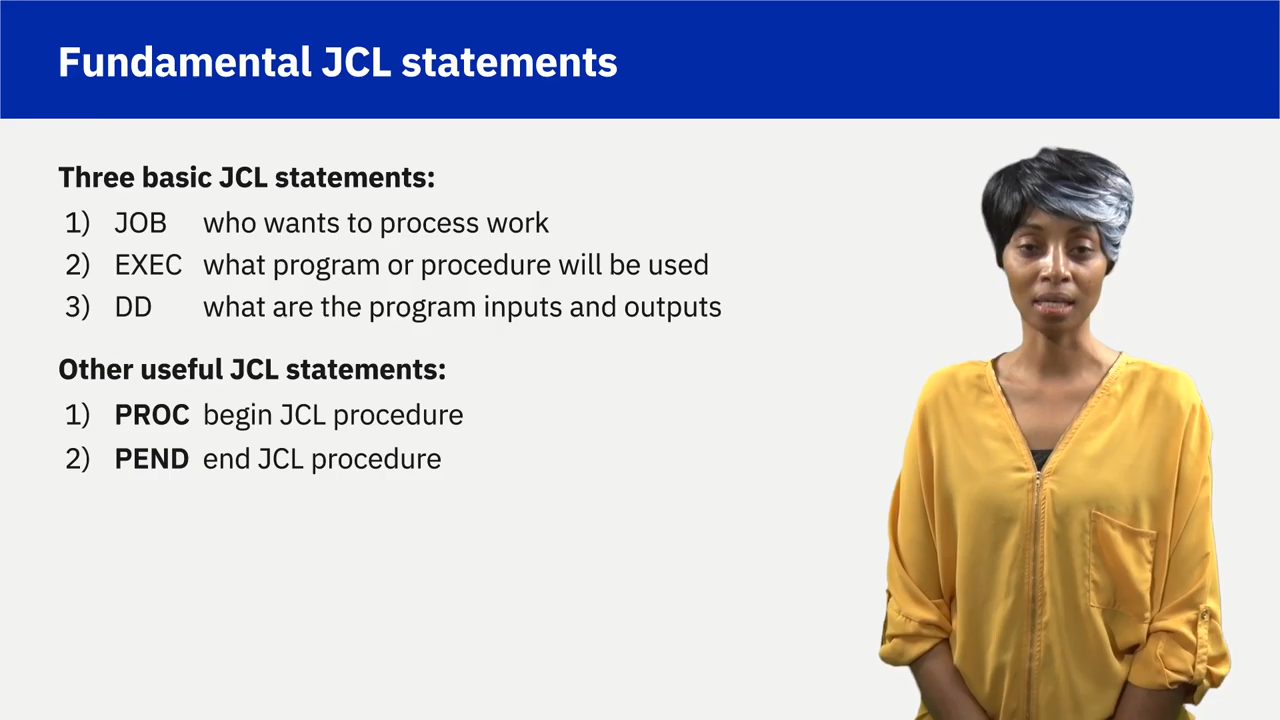 Fundamental JCL statements
Three basic JCL statements:
1) JOB who wants to process work
2) EXEC what program or procedure will be used
3) DD what are the program inputs and outputs
Other useful JCL statements:
1) PROC begin JCL procedure
2) PEND end JCL procedure